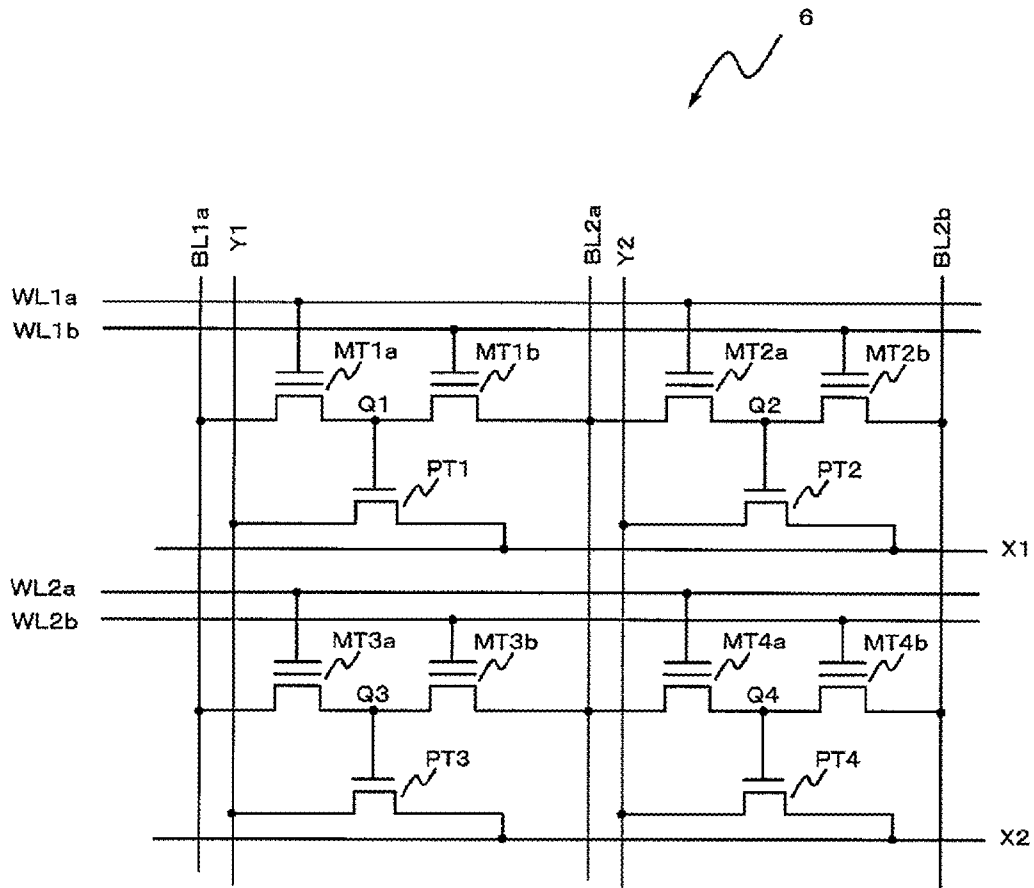 6
BL1a
Y1
BL2a
Y2
BL2b
WL1a
WL1b
MT1a
MT1b
MT2a
MT2b
Q1
Q2
PT1
PT2
X1
WL2a
WL2b
MT3a
MT3b
MT4a
MT4b
Q3
Q4
PT3
PT4
X2